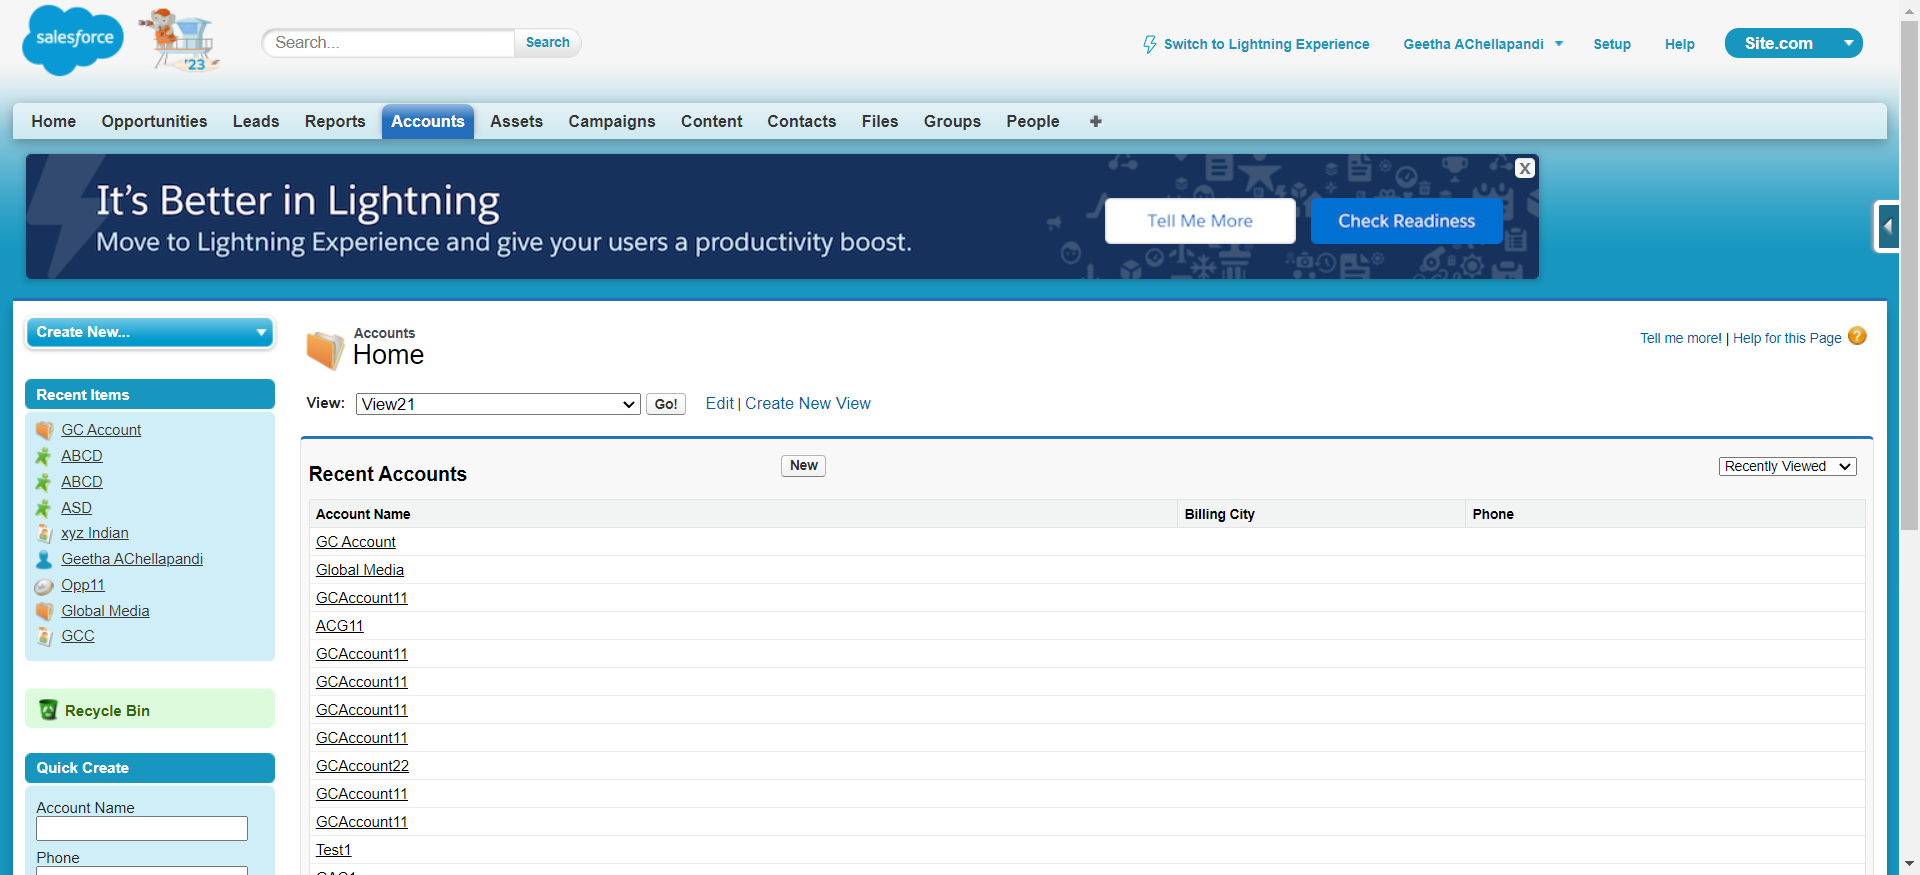 salesforce
'23
Search...
Search
Switch to Lightning Experience
Geetha AChellapandi
Setup
Help
Site.com
Home
Opportunities
Leads
Reports
Accounts
Assets
Campaigns
Content
Contacts
Files
Groups
People
It's Better in Lightning
Move to Lightning Experience and give your users a productivity boost.
Tell Me More
Check Readiness
X
Create New...
Accounts
Home
Tell me more! | Help for this Page
?
View:
View21
Go!
Edit | Create New View
Recent Items
GC Account
ABCD
ABCD
ASD
xyz Indian
Geetha AChellapandi
Opp11
Global Media
GCC
Recycle Bin
Quick Create
Account Name
Phone
Recent Accounts
New
Recently Viewed
Account Name
Billing City
Phone
GC Account
Global Media
GCAccount11
ACG11
GCAccount11
GCAccount11
GCAccount11
GCAccount11
GCAccount22
GCAccount11
GCAccount11
Test1